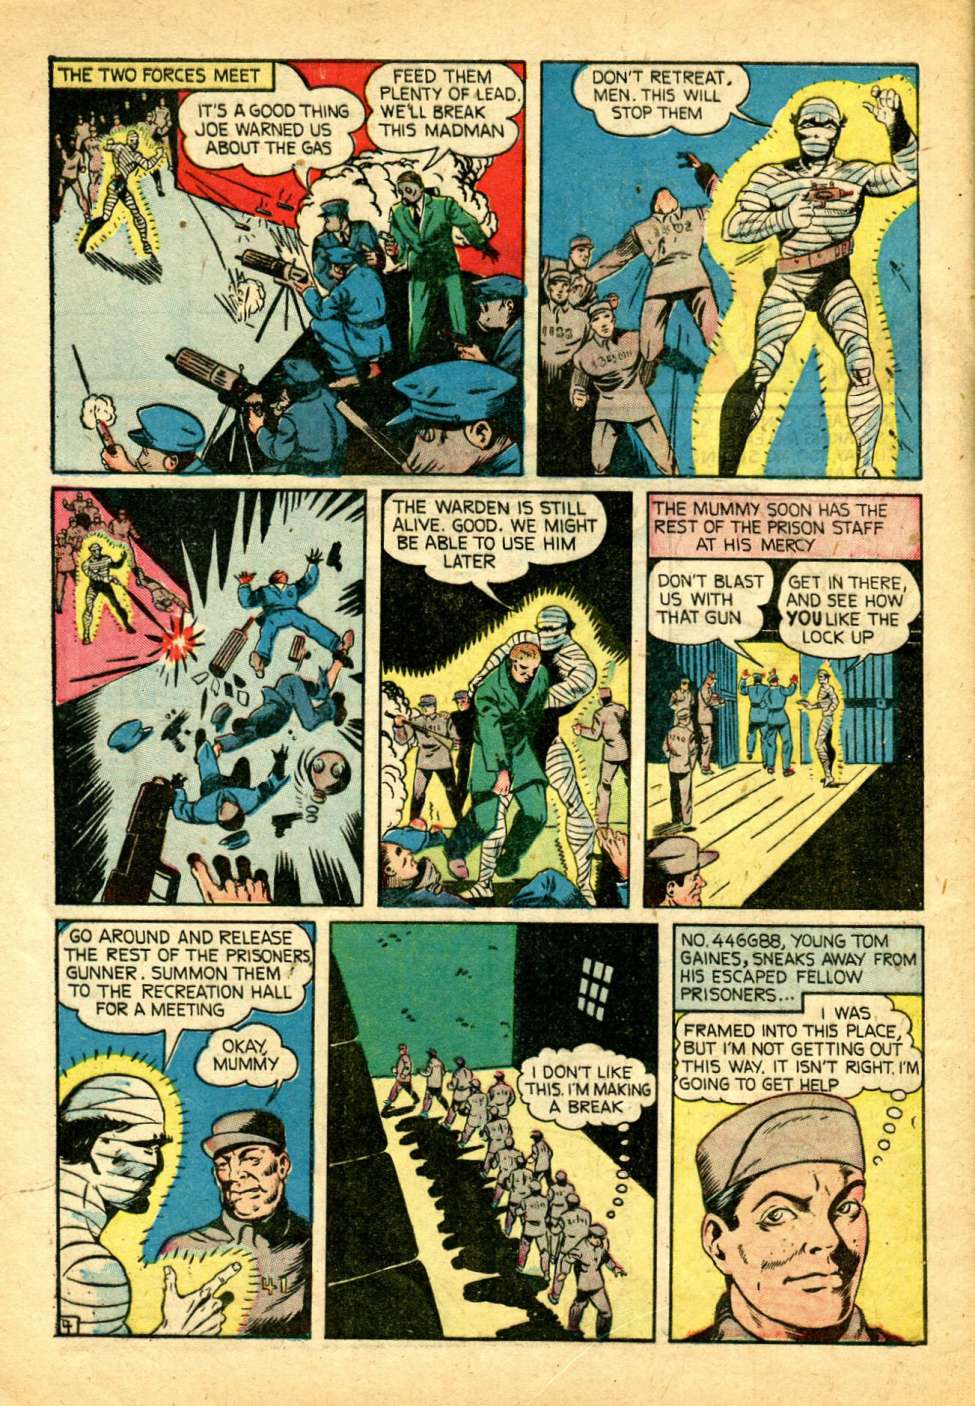 THE TWO FORCES MEET
IT'S A GOOD THING
JOE WARNED US
ABOUT THE GAS
FEED THEM
PLENTY OF LEAD.
WE'LL BREAK
THIS MADMAN
DON'T RETREAT,
MEN. THIS WILL
STOP THEM
THE WARDEN IS STILL
ALIVE. GOOD. WE MIGHT
BE ABLE TO USE HIM
LATER
THE MUMMY SOON HAS THE
REST OF THE PRISON STAFF
AT HIS MERCY
DON'T BLAST
US WITH
THAT GUN
GET IN THERE,
AND SEE HOW
YOU LIKE THE
LOCK UP
GO AROUND AND RELEASE
THE REST OF THE PRISONERS,
GUNNER. SUMMON THEM
TO THE RECREATION HALL
FOR A MEETING
OKAY,
MUMMY
41
4
I DON'T LIKE
THIS. I'M MAKING
A BREAK
NO. 446G88, YOUNG TOM
GAINES, SNEAKS AWAY FROM
HIS ESCAPED FELLOW
PRISONERS...
I WAS
FRAMED INTO THIS PLACE,
BUT I'M NOT GETTING OUT
THIS WAY. IT ISN'T RIGHT. I'M
GOING TO GET HELP